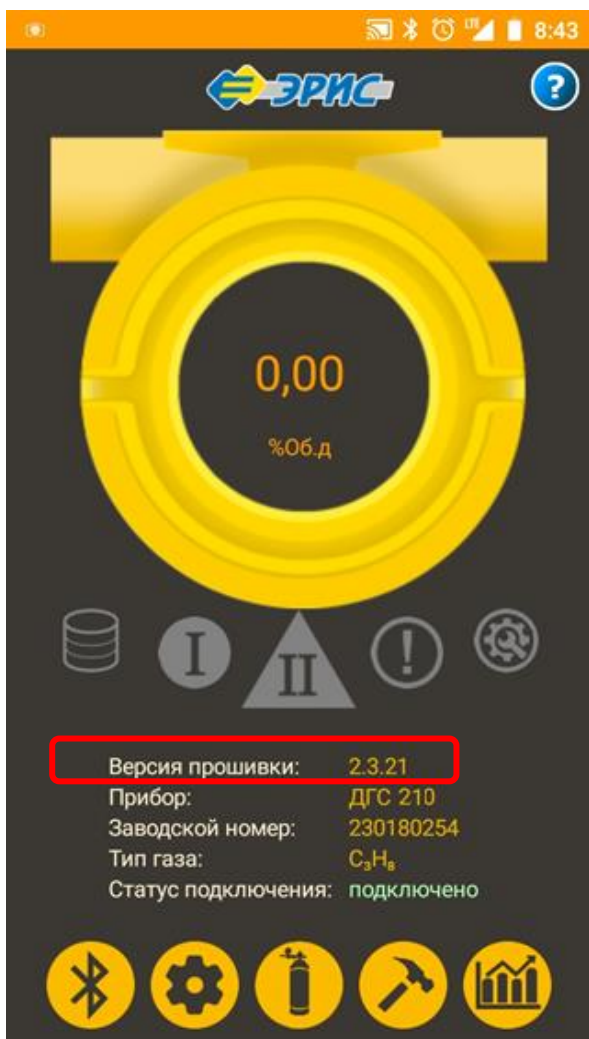 LTE 8:43
ЭРИС
?
0,00
%Об.д
I II !
Версия прошивки: 2.3.21
Прибор: ДГС 210
Заводской номер: 230180254
Тип газа: C₃H₈
Статус подключения: подключено